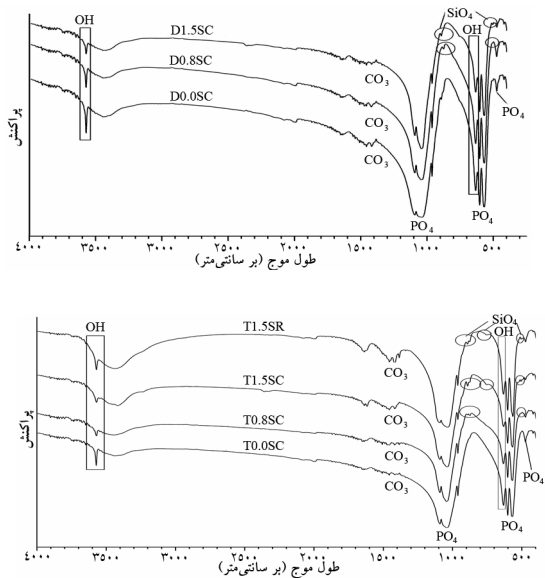 SiO₄
OH
D1.5SC
OH
D0.8SC
CO₃
D0.0SC
CO₃
PO₄
CO₃
PO₄
PO₄
پراکنش
۴۰۰۰ ۳۵۰۰ ۳۰۰۰ ۲۰۰۰ ۱۵۰۰ ۱۰۰۰ ۵۰۰
طول موج (بر سانتی‌متر)
SiO₄
OH
T1.5SR
OH
CO₃
T1.5SC
CO₃
T0.8SC
CO₃
T0.0SC
PO₄
CO₃
PO₄
PO₄
پراکنش
۴۰۰۰ ۳۵۰۰ ۳۰۰۰ ۲۰۰۰ ۱۵۰۰ ۱۰۰۰ ۵۰۰
طول موج (بر سانتی‌متر)